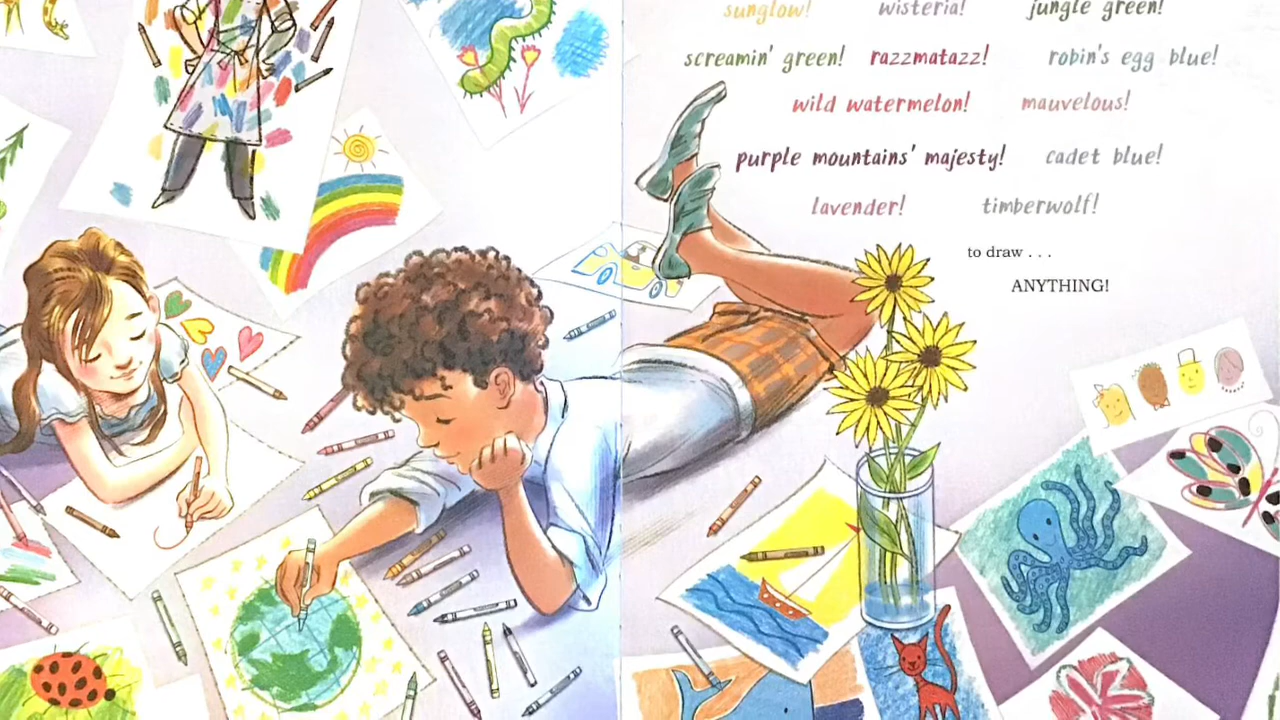 sunglow! wisteria! jungle green!
screamin' green! razzmatazz! robin's egg blue!
wild watermelon! mauvelous!
purple mountains' majesty! cadet blue!
lavender! timberwolf!
to draw . . .
ANYTHING!